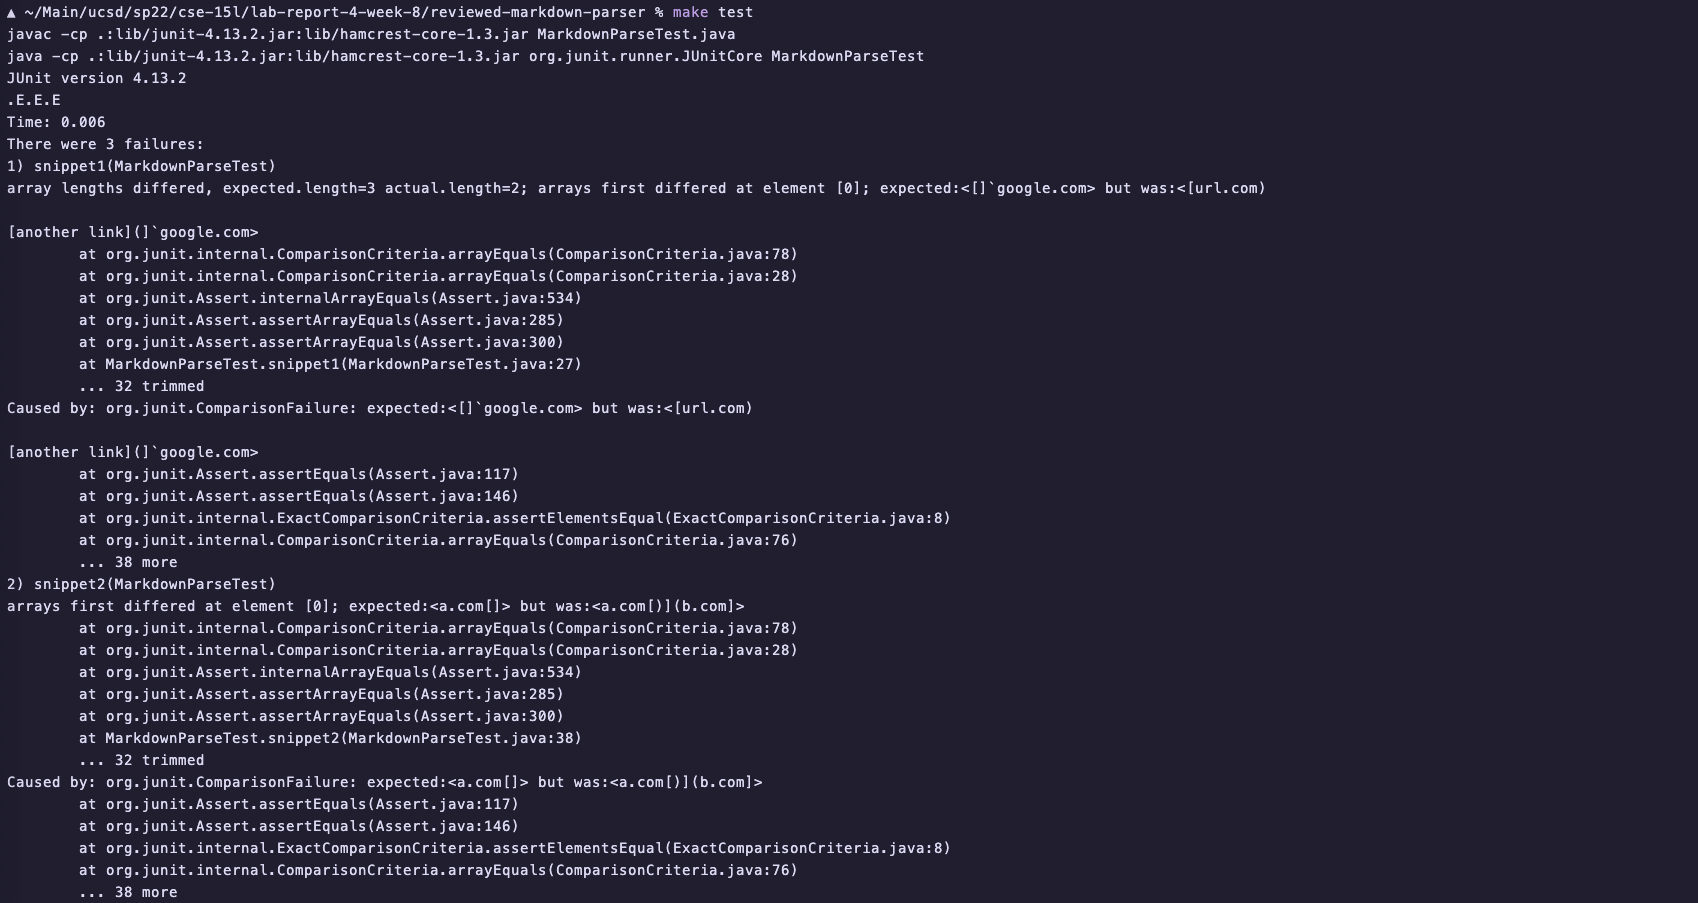 ▲ ~/Main/ucsd/sp22/cse-15l/lab-report-4-week-8/reviewed-markdown-parser % make test
javac -cp .:lib/junit-4.13.2.jar:lib/hamcrest-core-1.3.jar MarkdownParseTest.java
java -cp .:lib/junit-4.13.2.jar:lib/hamcrest-core-1.3.jar org.junit.runner.JUnitCore MarkdownParseTest
JUnit version 4.13.2
.E.E.E
Time: 0.006
There were 3 failures:
1) snippet1(MarkdownParseTest)
array lengths differed, expected.length=3 actual.length=2; arrays first differed at element [0]; expected:<[]`google.com> but was:<[url.com)

[another link](]`google.com>
        at org.junit.internal.ComparisonCriteria.arrayEquals(ComparisonCriteria.java:78)
        at org.junit.internal.ComparisonCriteria.arrayEquals(ComparisonCriteria.java:28)
        at org.junit.Assert.internalArrayEquals(Assert.java:534)
        at org.junit.Assert.assertArrayEquals(Assert.java:285)
        at org.junit.Assert.assertArrayEquals(Assert.java:300)
        at MarkdownParseTest.snippet1(MarkdownParseTest.java:27)
        ... 32 trimmed
Caused by: org.junit.ComparisonFailure: expected:<[]`google.com> but was:<[url.com)

[another link](]`google.com>
        at org.junit.Assert.assertEquals(Assert.java:117)
        at org.junit.Assert.assertEquals(Assert.java:146)
        at org.junit.internal.ExactComparisonCriteria.assertElementsEqual(ExactComparisonCriteria.java:8)
        at org.junit.internal.ComparisonCriteria.arrayEquals(ComparisonCriteria.java:76)
        ... 38 more
2) snippet2(MarkdownParseTest)
arrays first differed at element [0]; expected:<a.com[]> but was:<a.com[)](b.com]>
        at org.junit.internal.ComparisonCriteria.arrayEquals(ComparisonCriteria.java:78)
        at org.junit.internal.ComparisonCriteria.arrayEquals(ComparisonCriteria.java:28)
        at org.junit.Assert.internalArrayEquals(Assert.java:534)
        at org.junit.Assert.assertArrayEquals(Assert.java:285)
        at org.junit.Assert.assertArrayEquals(Assert.java:300)
        at MarkdownParseTest.snippet2(MarkdownParseTest.java:38)
        ... 32 trimmed
Caused by: org.junit.ComparisonFailure: expected:<a.com[]> but was:<a.com[)](b.com]>
        at org.junit.Assert.assertEquals(Assert.java:117)
        at org.junit.Assert.assertEquals(Assert.java:146)
        at org.junit.internal.ExactComparisonCriteria.assertElementsEqual(ExactComparisonCriteria.java:8)
        at org.junit.internal.ComparisonCriteria.arrayEquals(ComparisonCriteria.java:76)
        ... 38 more